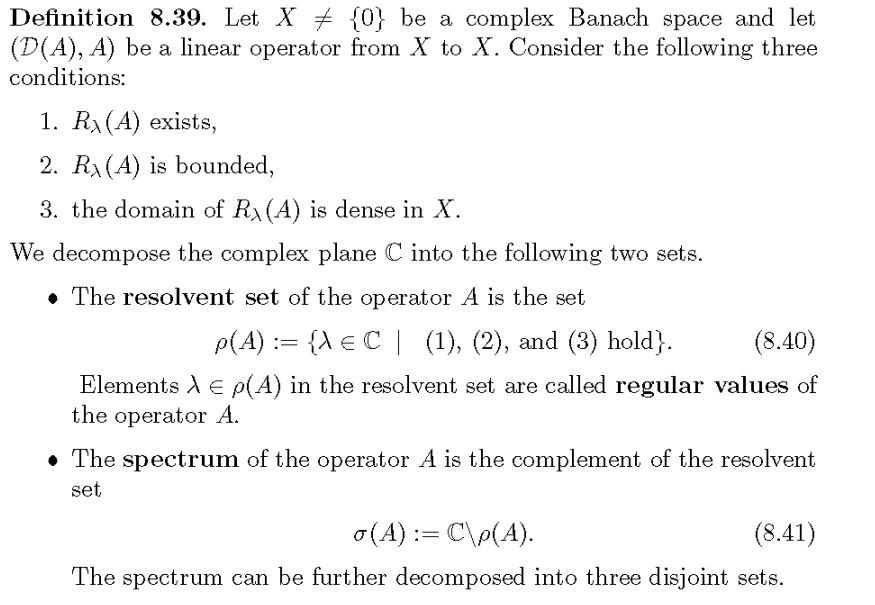 Definition 8.39. Let X ≠ {0} be a complex Banach space and let
(𝒟(A), A) be a linear operator from X to X. Consider the following three
conditions:
1. R_λ(A) exists,
2. R_λ(A) is bounded,
3. the domain of R_λ(A) is dense in X.
We decompose the complex plane ℂ into the following two sets.
• The resolvent set of the operator A is the set
ρ(A) := {λ ∈ ℂ | (1), (2), and (3) hold}. (8.40)
Elements λ ∈ ρ(A) in the resolvent set are called regular values of
the operator A.
• The spectrum of the operator A is the complement of the resolvent
set
σ(A) := ℂ\ρ(A). (8.41)
The spectrum can be further decomposed into three disjoint sets.